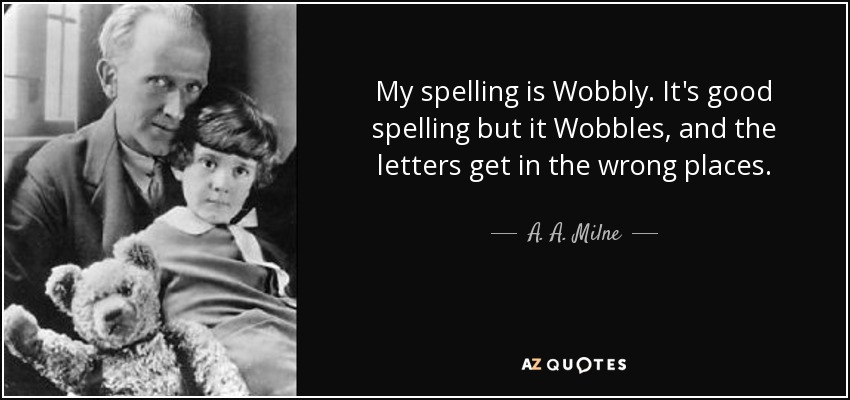 My spelling is Wobbly. It's good
spelling but it Wobbles, and the
letters get in the wrong places.
A. A. Milne
AZ QUOTES